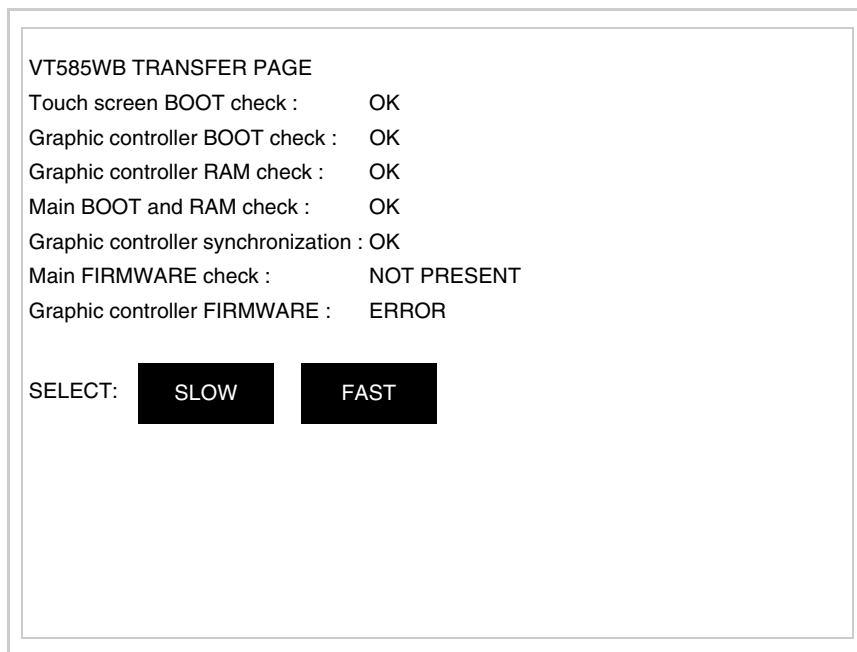 VT585WB TRANSFER PAGE
Touch screen BOOT check : OK
Graphic controller BOOT check : OK
Graphic controller RAM check : OK
Main BOOT and RAM check : OK
Graphic controller synchronization : OK
Main FIRMWARE check : NOT PRESENT
Graphic controller FIRMWARE : ERROR
SELECT: SLOW FAST